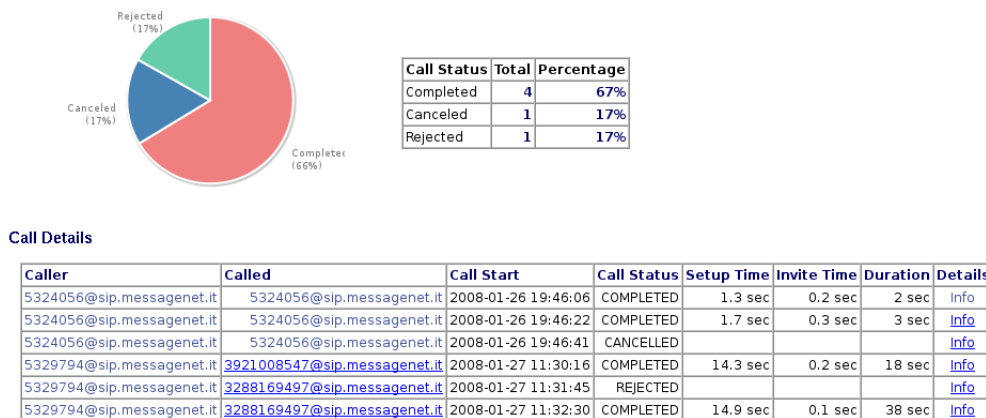 Rejected
(17%)
Canceled
(17%)
(66%)
Call Status Total Percentage
Completed 4 67%
Canceled 1 17%
Rejected 1 17%
Call Details
Caller Called Call Start Call Status Setup Time Invite Time Duration Details
5324056@sip.messagenet.it 5324056@sip.messagenet.it 2008-01-26 19:46:06 COMPLETED 1.3 sec 0.2 sec 2 sec Info
5324056@sip.messagenet.it 5324056@sip.messagenet.it 2008-01-26 19:46:22 COMPLETED 1.7 sec 0.3 sec 3 sec Info
5324056@sip.messagenet.it 5324056@sip.messagenet.it 2008-01-26 19:46:41 CANCELLED Info
5329794@sip.messagenet.it 3921008547@sip.messagenet.it 2008-01-27 11:30:16 COMPLETED 14.3 sec 0.2 sec 18 sec Info
5329794@sip.messagenet.it 3288169497@sip.messagenet.it 2008-01-27 11:31:45 REJECTED Info
5329794@sip.messagenet.it 3288169497@sip.messagenet.it 2008-01-27 11:32:30 COMPLETED 14.9 sec 0.1 sec 38 sec Info